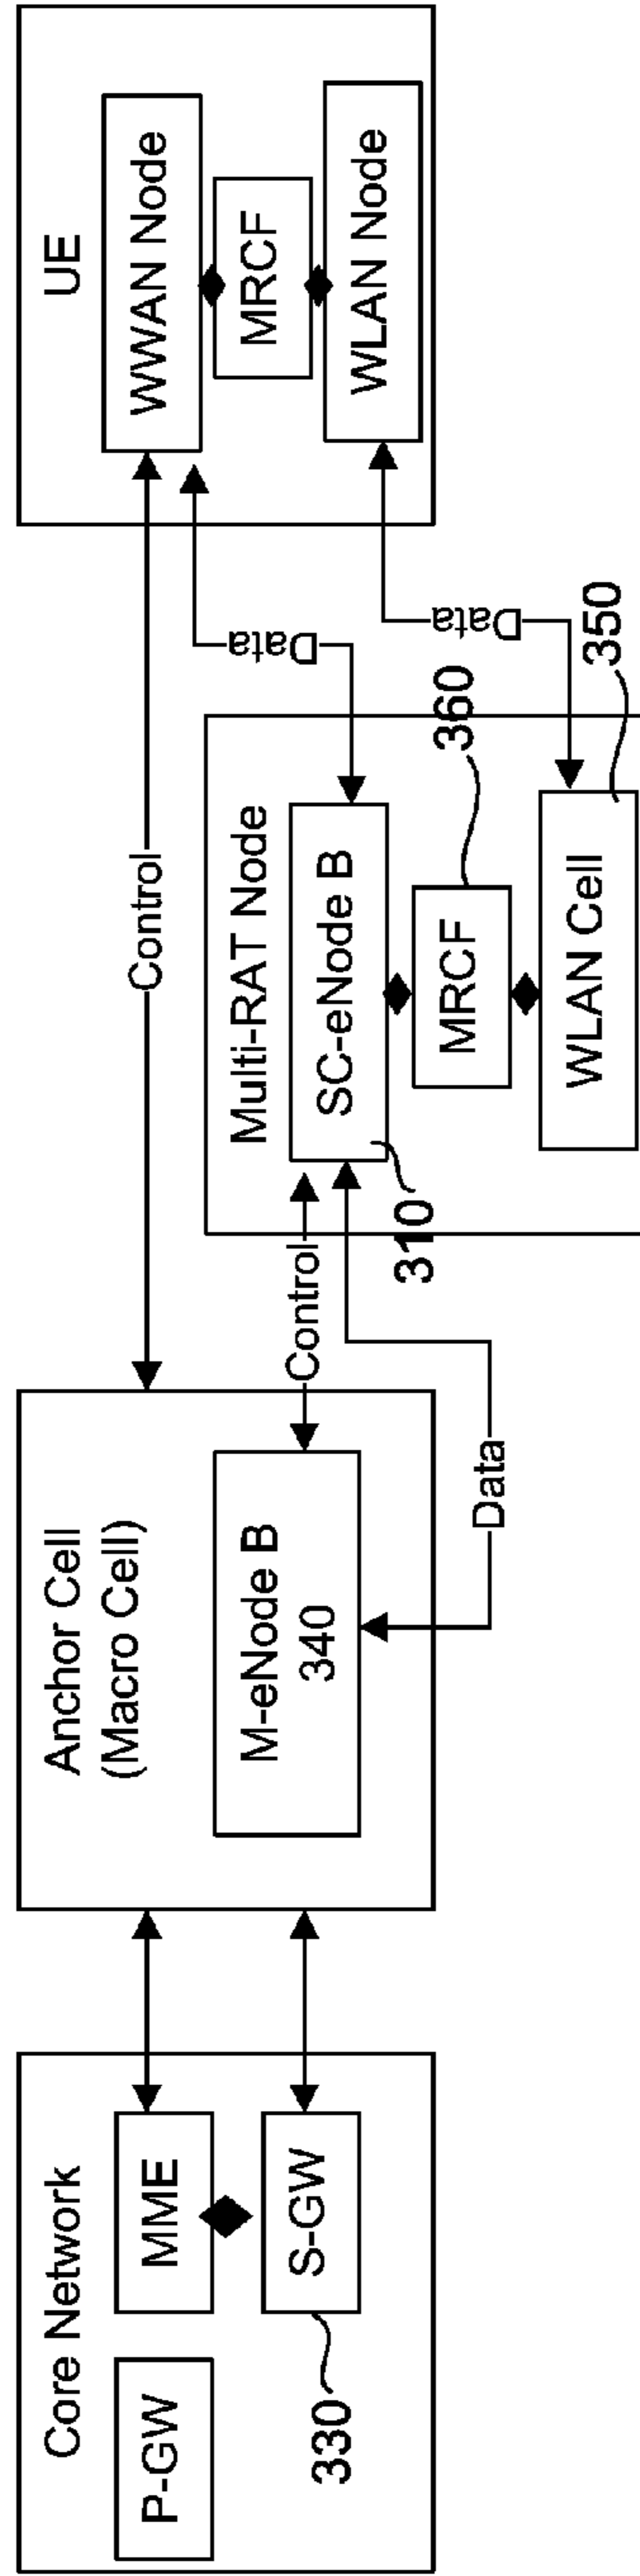 Core Network
P-GW
MME
S-GW
330
Anchor Cell
(Macro Cell)
M-eNode B
340
Control
Control
Data
Multi-RAT Node
SC-eNode B
310
MRCF
360
WLAN Cell
350
Data
Data
UE
WWAN Node
MRCF
WLAN Node